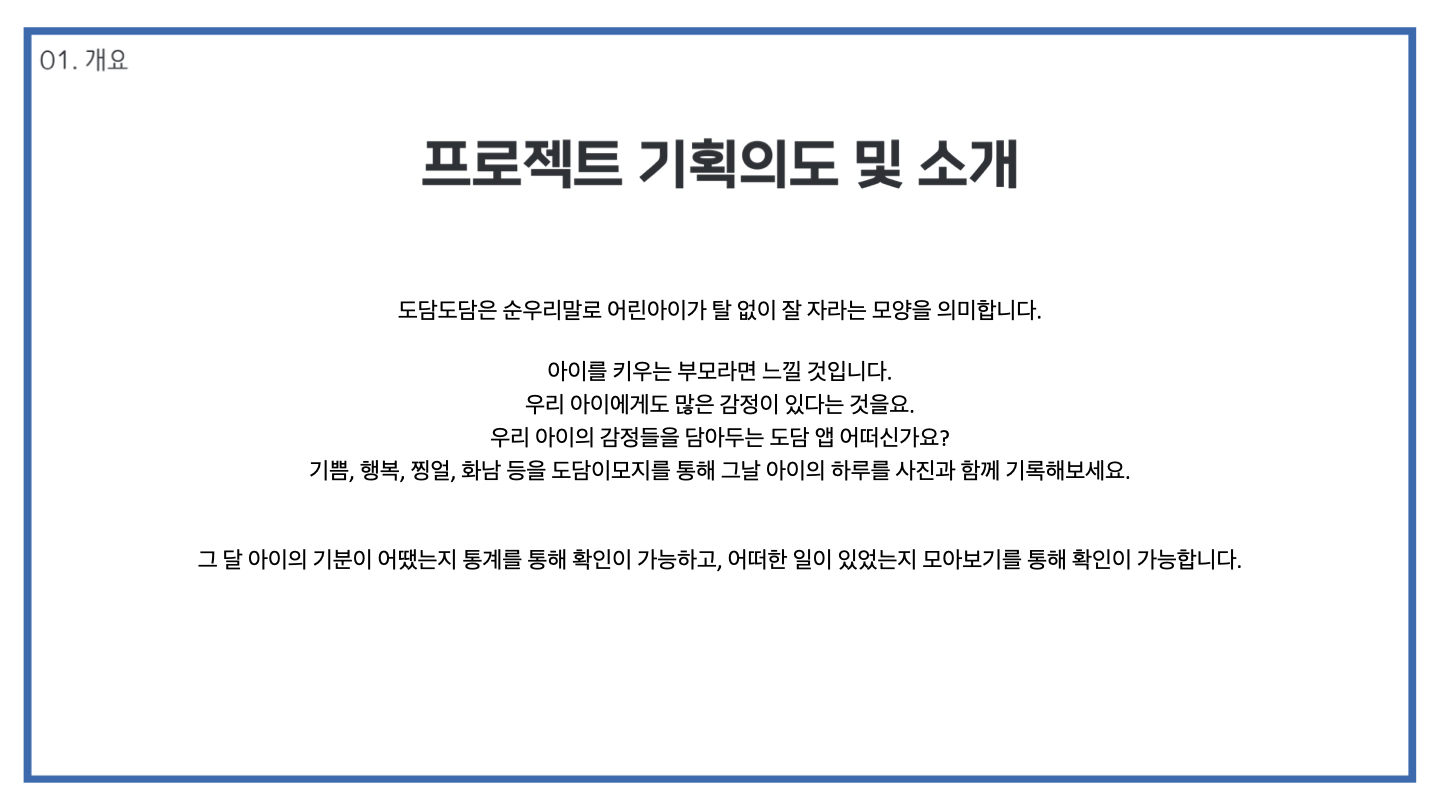 01. 개요
프로젝트 기획의도 및 소개
도담도담은 순우리말로 어린아이가 탈 없이 잘 자라는 모양을 의미합니다.
아이를 키우는 부모라면 느낄 것입니다.
우리 아이에게도 많은 감정이 있다는 것을요.
우리 아이의 감정들을 담아두는 도담 앱 어떠신가요?
기쁨, 행복, 찡얼, 화남 등을 도담이모지를 통해 그날 아이의 하루를 사진과 함께 기록해보세요.
그 달 아이의 기분이 어땠는지 통계를 통해 확인이 가능하고, 어떠한 일이 있었는지 모아보기를 통해 확인이 가능합니다.